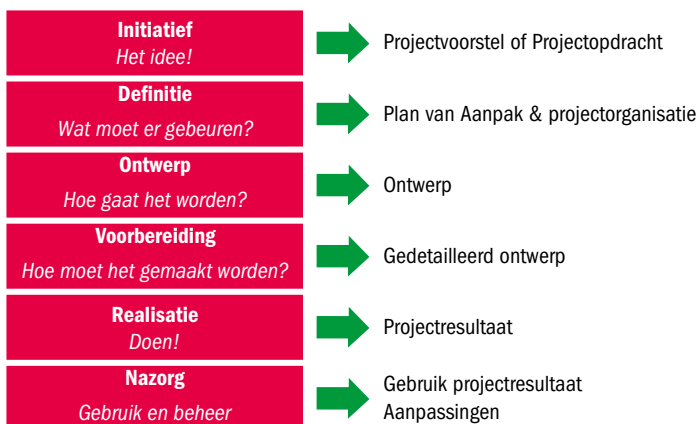 Initiatief
Het idee!
Projectvoorstel of Projectopdracht
Definitie
Wat moet er gebeuren?
Plan van Aanpak & projectorganisatie
Ontwerp
Hoe gaat het worden?
Ontwerp
Voorbereiding
Hoe moet het gemaakt worden?
Gedetailleerd ontwerp
Realisatie
Doen!
Projectresultaat
Nazorg
Gebruik en beheer
Gebruik projectresultaat
Aanpassingen